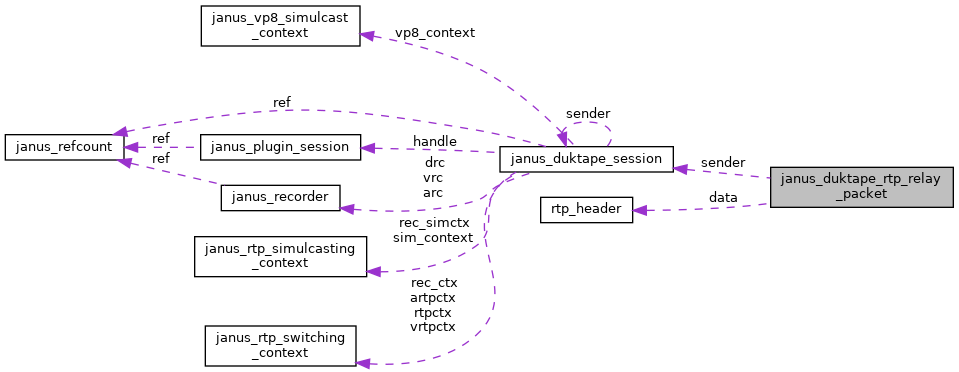 janus_vp8_simulcast
_context
vp8_context
ref
sender
janus_refcount
ref
ref
janus_plugin_session
handle
janus_duktape_session
sender
janus_duktape_rtp_relay
_packet
drc
vrc
arc
janus_recorder
rtp_header
data
rec_simctx
sim_context
janus_rtp_simulcasting
_context
rec_ctx
artpctx
rtpctx
vrtpctx
janus_rtp_switching
_context